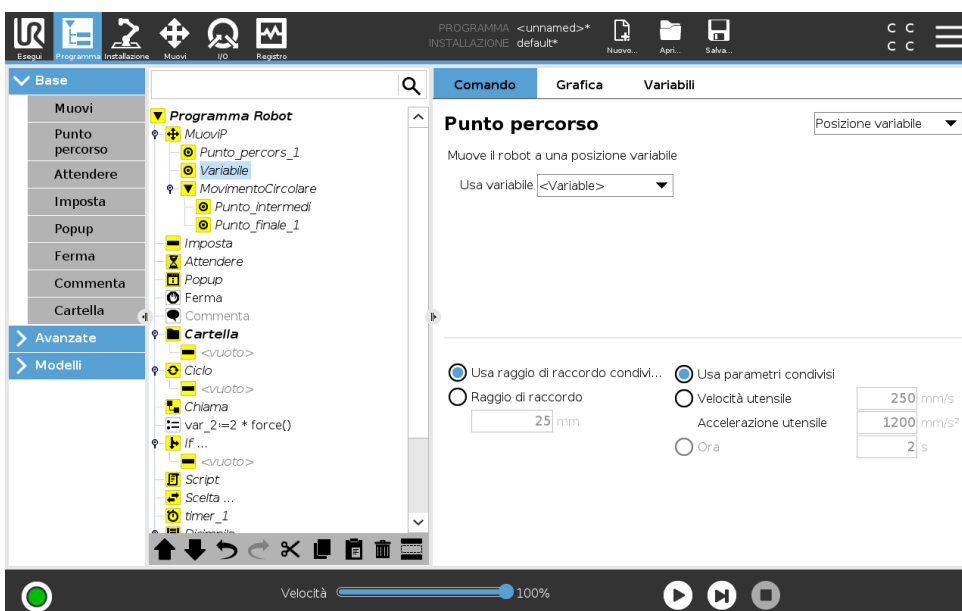 PROGRAMMA <unnamed>*
INSTALLAZIONE default*
UR
Esegui
Programma
Installazione
Muovi
I/O
Registro
Nuovo...
Apri...
Salva...
C C
C C
Base
Muovi
Punto
percorso
Attendere
Imposta
Popup
Ferma
Commenta
Cartella
Avanzate
Modelli
Programma Robot
MuoviP
Punto_percors_1
Variabile
MovimentoCircolare
Punto_intermedi
Punto_finale_1
Imposta
Attendere
Popup
Ferma
Commenta
Cartella
<vuoto>
Ciclo
<vuoto>
Chiama
var_2:=2 * force()
If ...
<vuoto>
Script
Scelta ...
timer_1
Comando
Grafica
Variabili
Punto percorso
Posizione variabile
Muove il robot a una posizione variabile
Usa variabile <Variable>
Usa raggio di raccordo condivi...
Raggio di raccordo
25 mm
Usa parametri condivisi
Velocità utensile 250 mm/s
Accelerazione utensile 1200 mm/s²
Ora 2 s
Velocità 100%